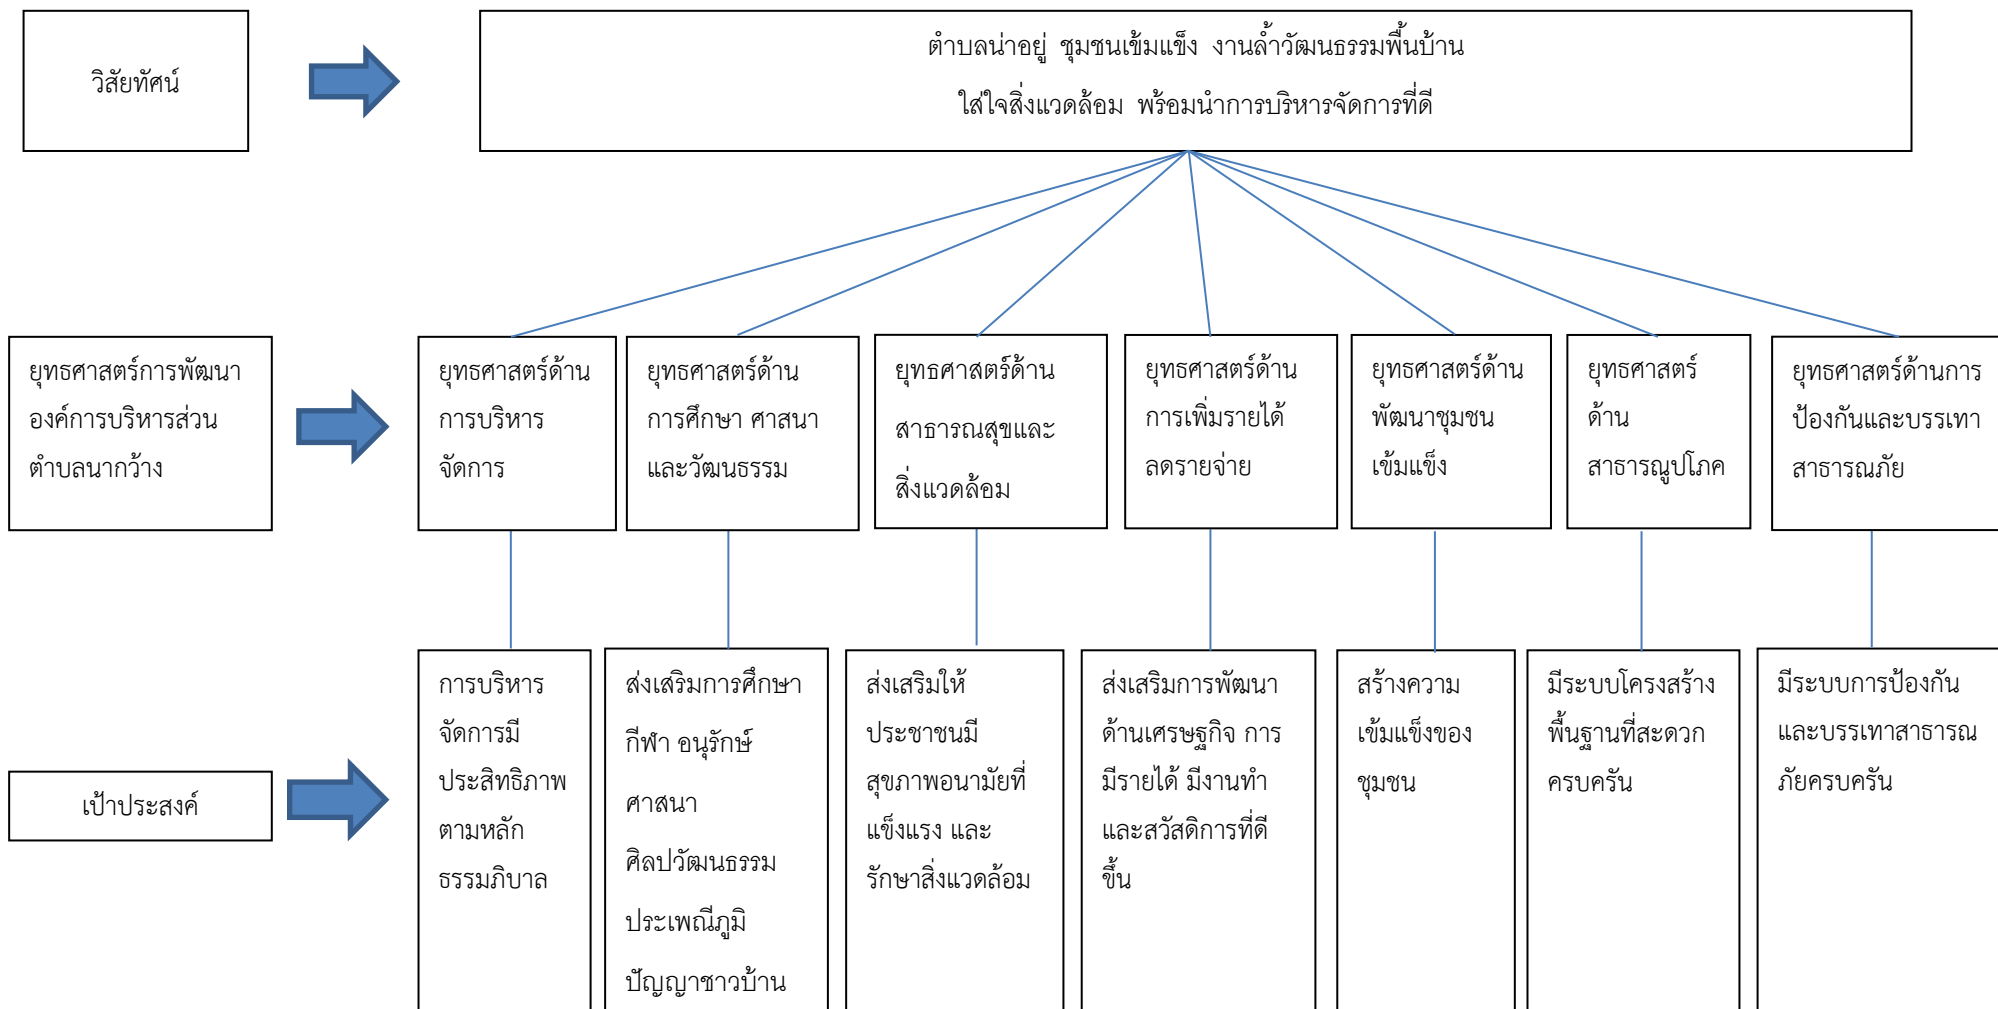 วิสัยทัศน์
ตำบลน่าอยู่ ชุมชนเข้มแข็ง งานล้ำวัฒนธรรมพื้นบ้าน
ใส่ใจสิ่งแวดล้อม พร้อมนำการบริหารจัดการที่ดี
ยุทธศาสตร์การพัฒนา
องค์การบริหารส่วน
ตำบลนากว้าง
ยุทธศาสตร์ด้าน
การบริหาร
จัดการ
ยุทธศาสตร์ด้าน
การศึกษา ศาสนา
และวัฒนธรรม
ยุทธศาสตร์ด้าน
สาธารณสุขและ
สิ่งแวดล้อม
ยุทธศาสตร์ด้าน
การเพิ่มรายได้
ลดรายจ่าย
ยุทธศาสตร์ด้าน
พัฒนาชุมชน
เข้มแข็ง
ยุทธศาสตร์
ด้าน
สาธารณูปโภค
ยุทธศาสตร์ด้านการ
ป้องกันและบรรเทา
สาธารณภัย
เป้าประสงค์
การบริหาร
จัดการมี
ประสิทธิภาพ
ตามหลัก
ธรรมภิบาล
ส่งเสริมการศึกษา
กีฬา อนุรักษ์
ศาสนา
ศิลปวัฒนธรรม
ประเพณีภูมิ
ปัญญาชาวบ้าน
ส่งเสริมให้
ประชาชนมี
สุขภาพอนามัยที่
แข็งแรง และ
รักษาสิ่งแวดล้อม
ส่งเสริมการพัฒนา
ด้านเศรษฐกิจ การ
มีรายได้ มีงานทำ
และสวัสดิการที่ดี
ขึ้น
สร้างความ
เข้มแข็งของ
ชุมชน
มีระบบโครงสร้าง
พื้นฐานที่สะดวก
ครบครัน
มีระบบการป้องกัน
และบรรเทาสาธารณ
ภัยครบครัน